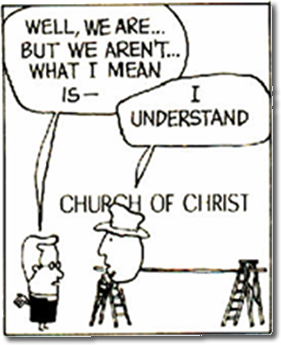 WELL, WE ARE...
BUT WE AREN'T...
WHAT I MEAN
IS—
I
UNDERSTAND
CHURCH OF CHRIST